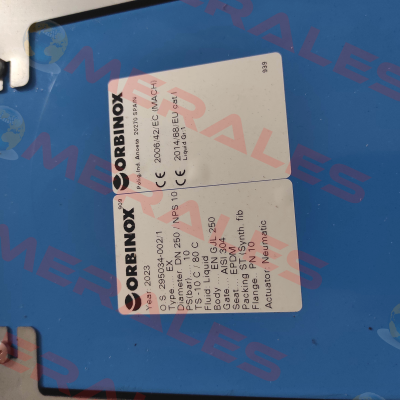 ORBINOX
939
Year 2023
O.S. 295034-002/1
Type EX
Diameter DN 250 / NPS 10
PS(bar) 10
TS -10 C / 80 C
Fluid Liquid
Body... EN GJL 250
Gate... AISI 304
Seat... EPDM
Packing ST (Synth. fib
Flange. PN 10
Actuator Neumatic
ORBINOX
Pol. Ind. Anoeta 20270 SPAIN
CE 2006/42/EC (MACH)
CE 2014/68/EU cat.I
Liquid Gr-1
939
MERALES